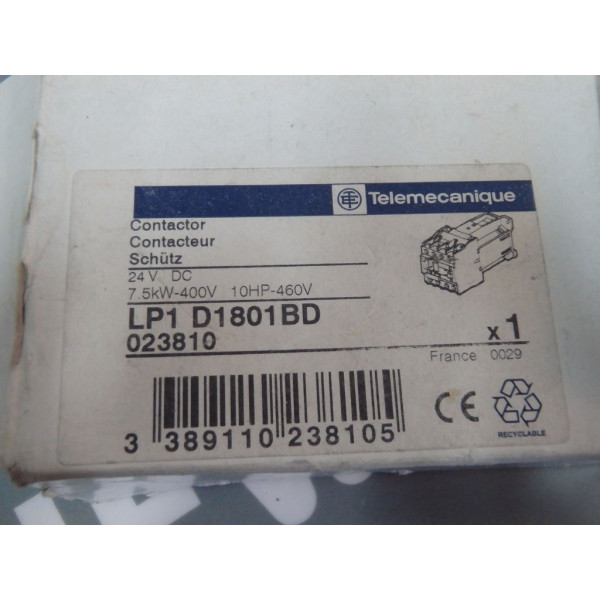 Telemecanique
Contactor
Contacteur
Schütz
24 V DC
7.5kW-400V 10HP-460V
LP1 D1801BD
023810
x 1
France 0029
3 389110 238105
CE
RECYCLABLE